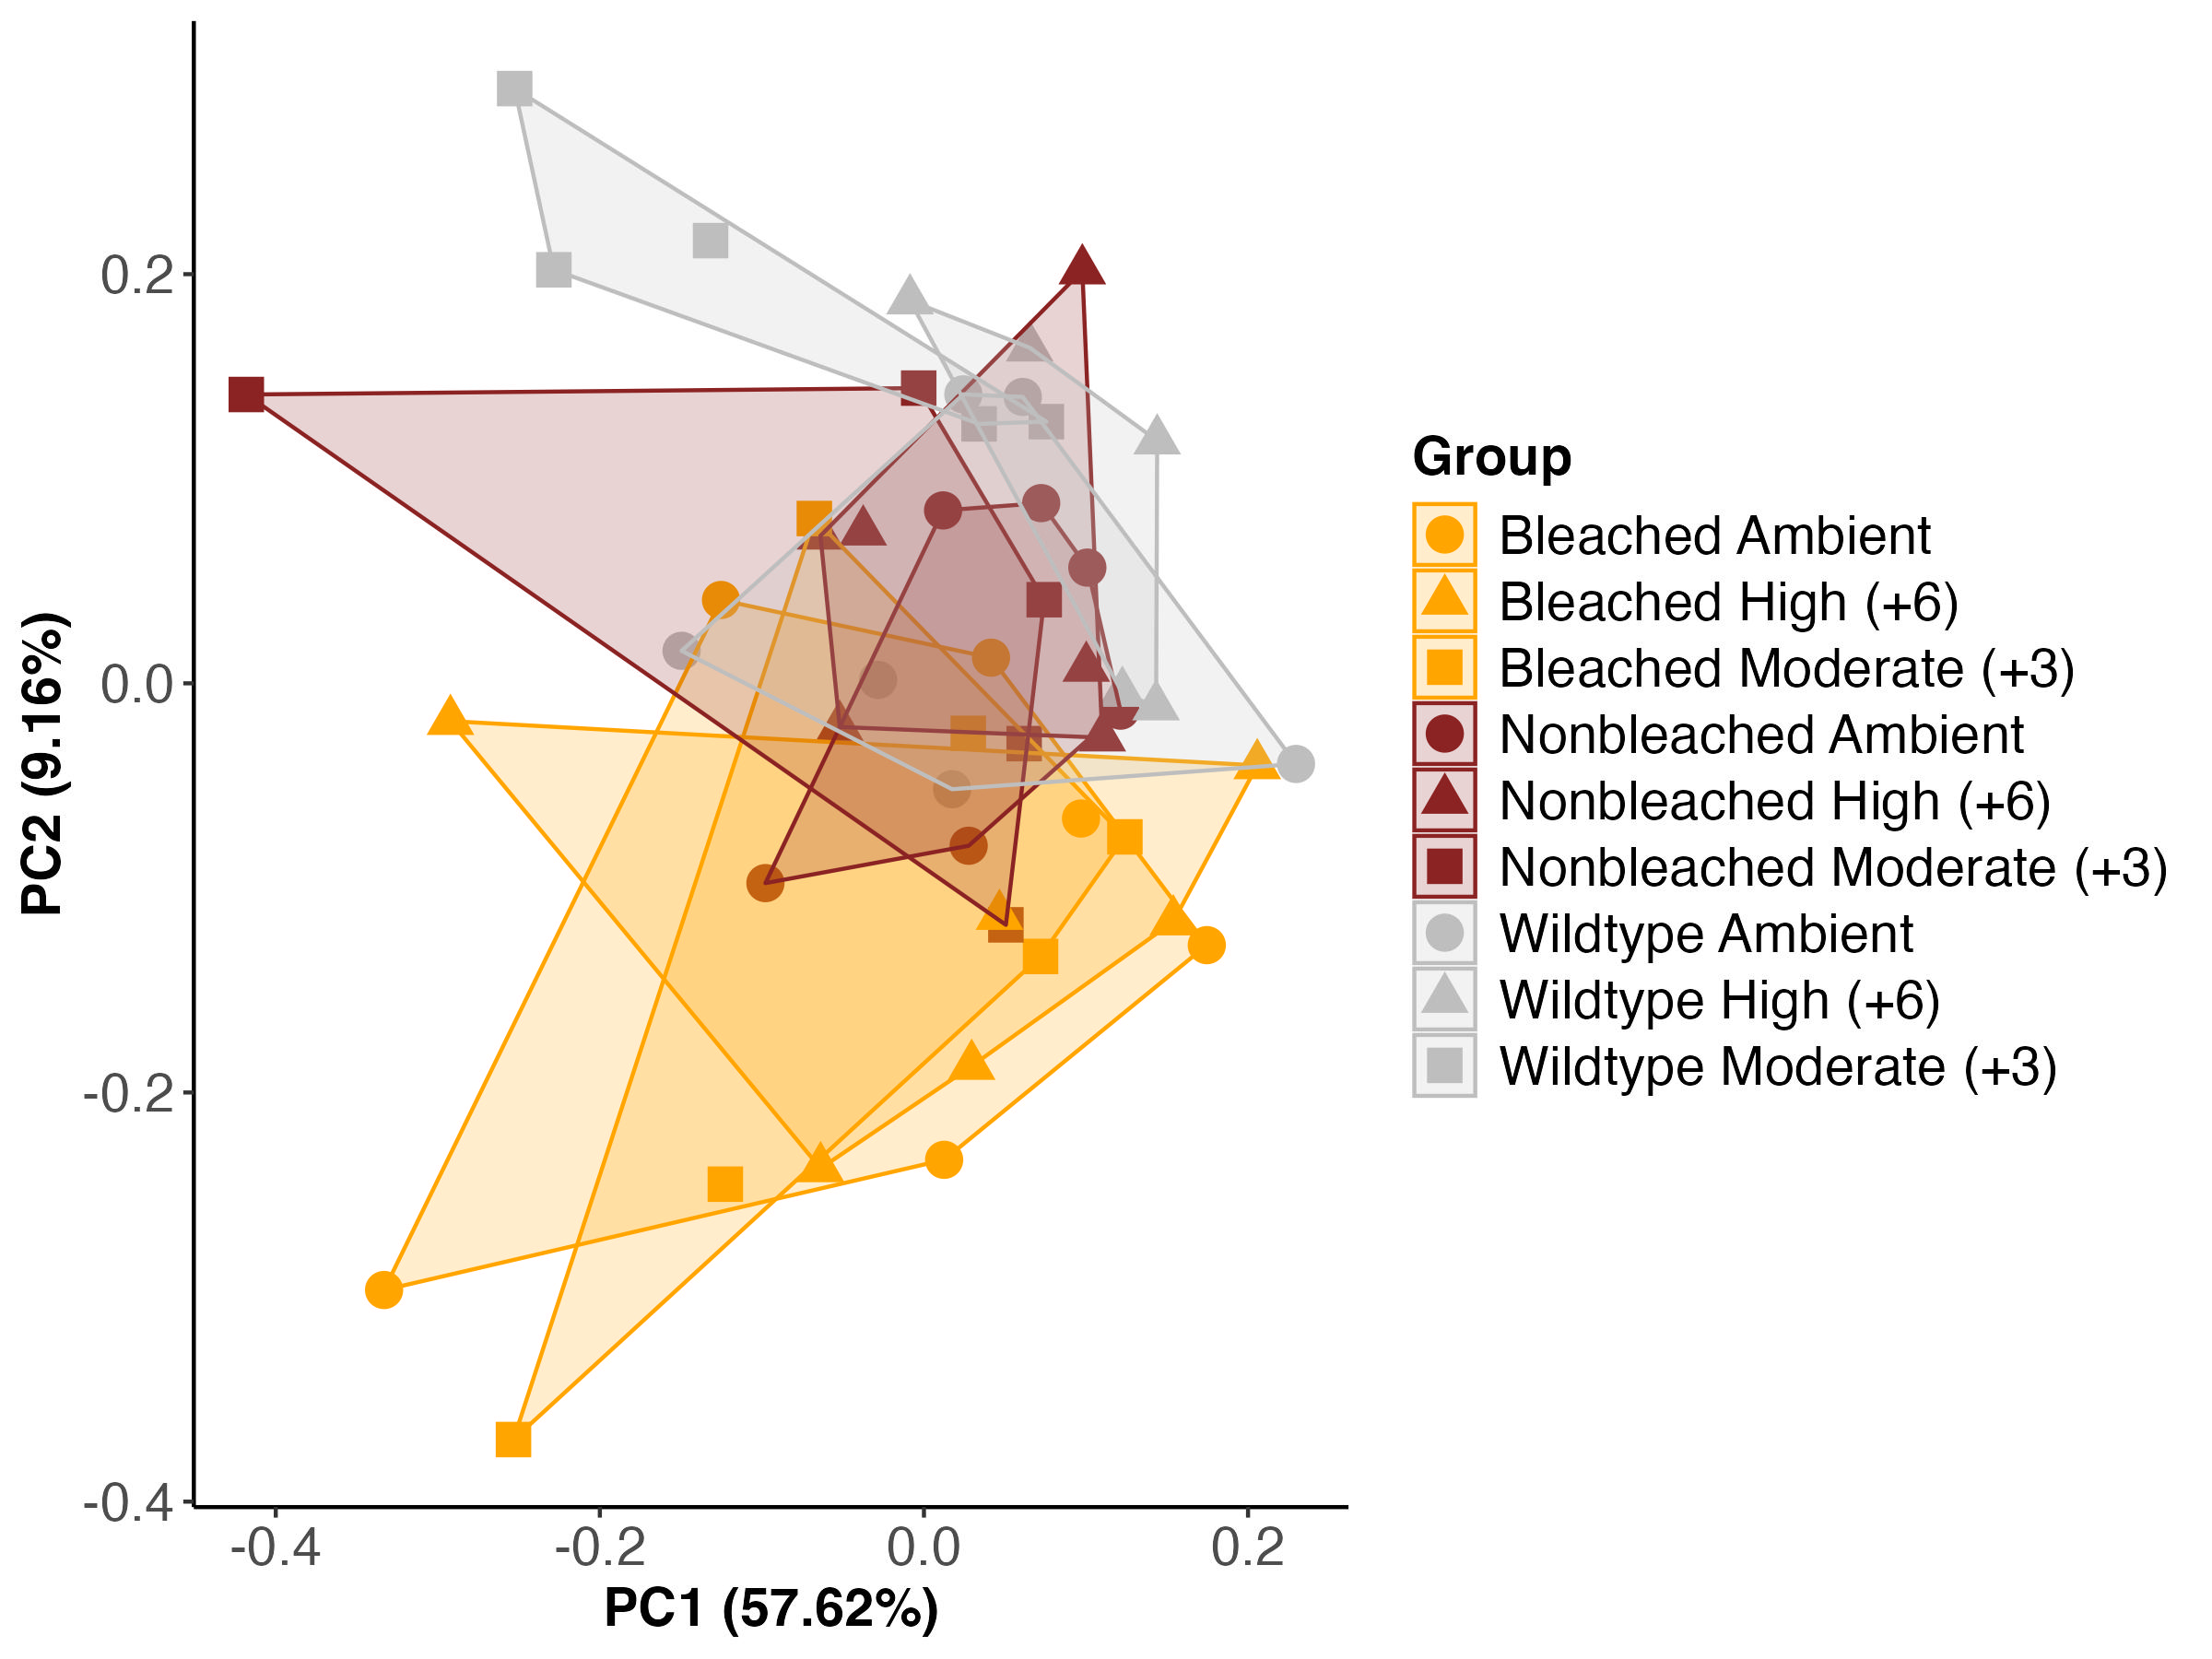 PC2 (9.16%)
0.2
0.0
-0.2
-0.4
-0.4 -0.2 0.0 0.2
PC1 (57.62%)
Group
Bleached Ambient
Bleached High (+6)
Bleached Moderate (+3)
Nonbleached Ambient
Nonbleached High (+6)
Nonbleached Moderate (+3)
Wildtype Ambient
Wildtype High (+6)
Wildtype Moderate (+3)